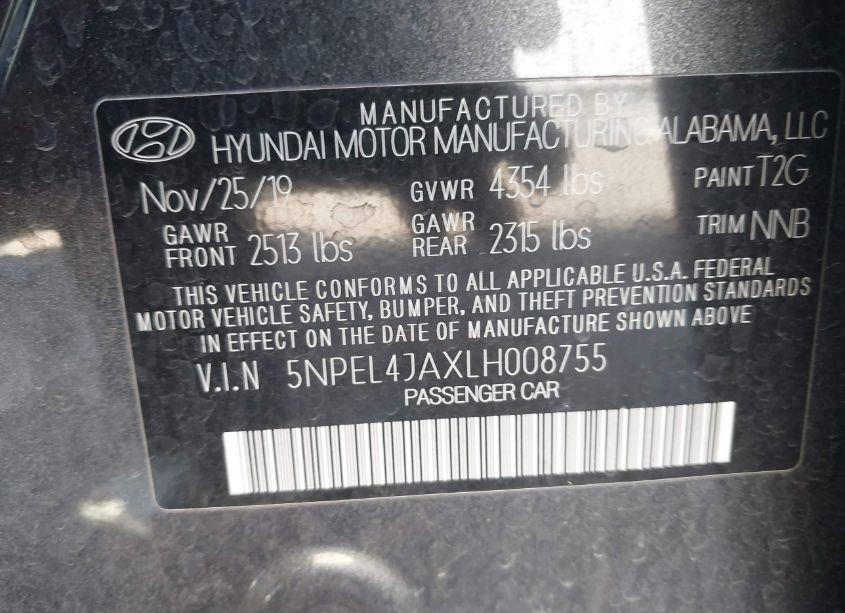 MANUFACTURED BY
HYUNDAI MOTOR MANUFACTURING ALABAMA, LLC
Nov/25/19 GVWR 4354 lbs PAINT T2G
GAWR FRONT 2513 lbs GAWR REAR 2315 lbs TRIM NNB
THIS VEHICLE CONFORMS TO ALL APPLICABLE U.S.A. FEDERAL
MOTOR VEHICLE SAFETY, BUMPER, AND THEFT PREVENTION STANDARDS
IN EFFECT ON THE DATE OF MANUFACTURE SHOWN ABOVE
V.I.N 5NPEL4JAXLH008755
PASSENGER CAR